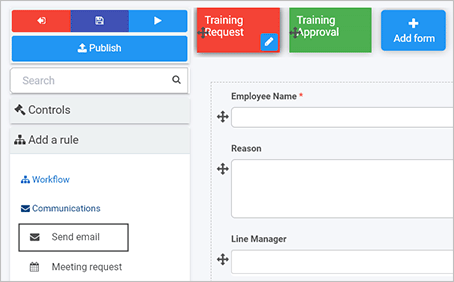 Publish
Search
Controls
Add a rule
Workflow
Communications
Send email
Meeting request
Training
Request
Training
Approval
Add form
Employee Name *
Reason
Line Manager